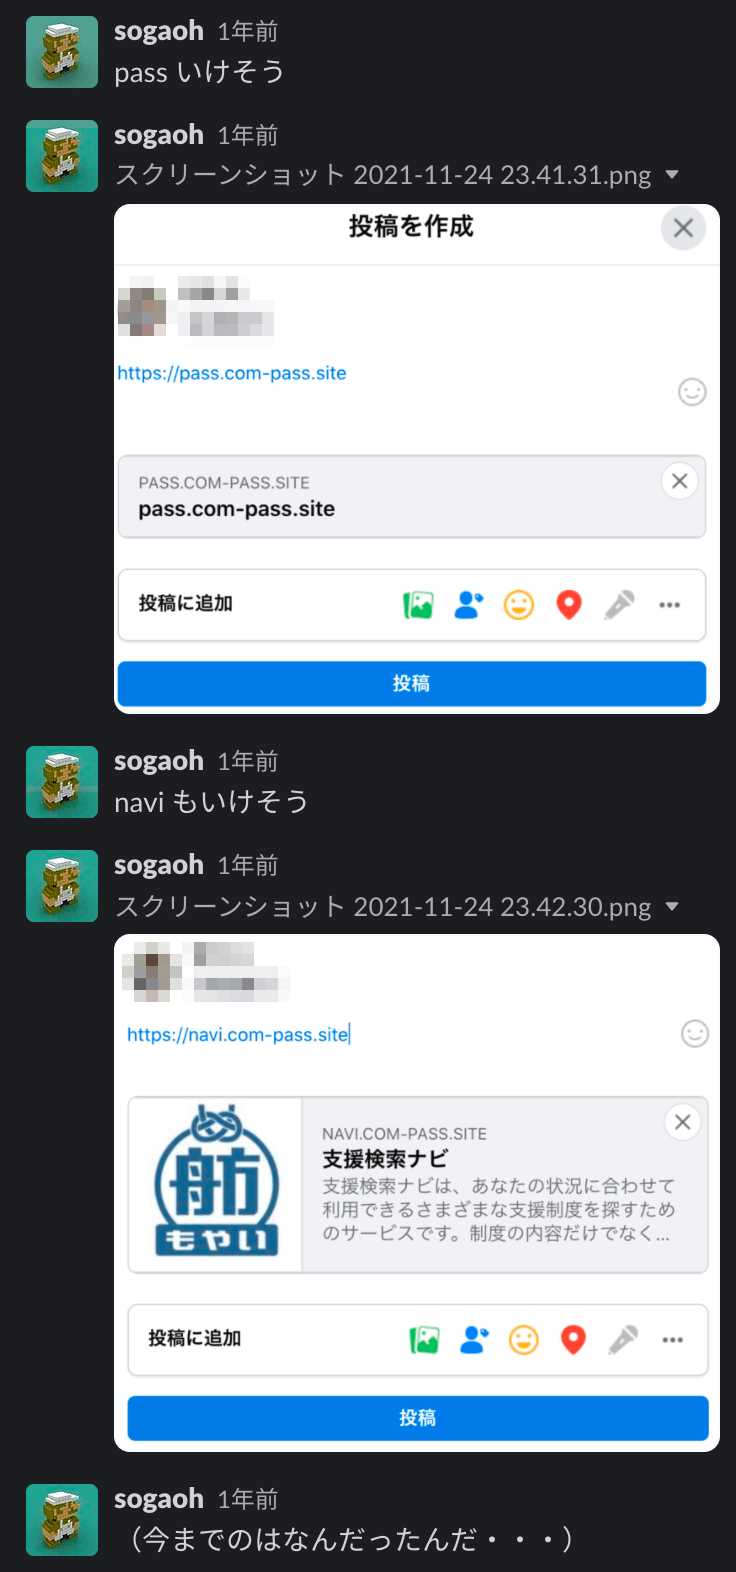 sogaoh 1年前
pass いけそう
sogaoh 1年前
スクリーンショット 2021-11-24 23.41.31.png
投稿を作成
https://pass.com-pass.site
PASS.COM-PASS.SITE
pass.com-pass.site
投稿に追加
投稿
sogaoh 1年前
navi もいけそう
sogaoh 1年前
スクリーンショット 2021-11-24 23.42.30.png
https://navi.com-pass.site
舫
もやい
NAVI.COM-PASS.SITE
支援検索ナビ
支援検索ナビは、あなたの状況に合わせて
利用できるさまざまな支援制度を探すため
のサービスです。制度の内容だけでなく...
投稿に追加
投稿
sogaoh 1年前
（今までのはなんだったんだ・・・）